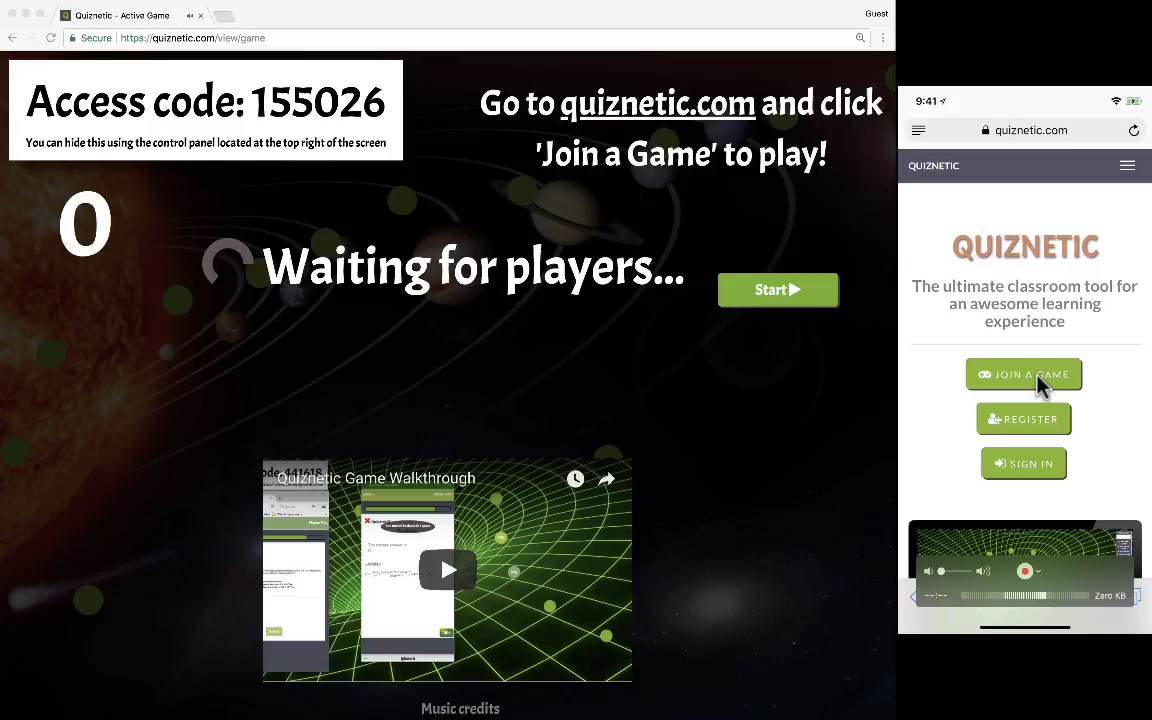 Quiznetic - Active Game
Guest
Secure
https://quiznetic.com/view/game
Access code: 155026
You can hide this using the control panel located at the top right of the screen
Go to quiznetic.com and click
'Join a Game' to play!
0
Waiting for players...
Start
Quiznetic Game Walkthrough
Music credits
9:41
quiznetic.com
QUIZNETIC
QUIZNETIC
The ultimate classroom tool for
an awesome learning
experience
JOIN A GAME
REGISTER
SIGN IN
--:--
Zero KB